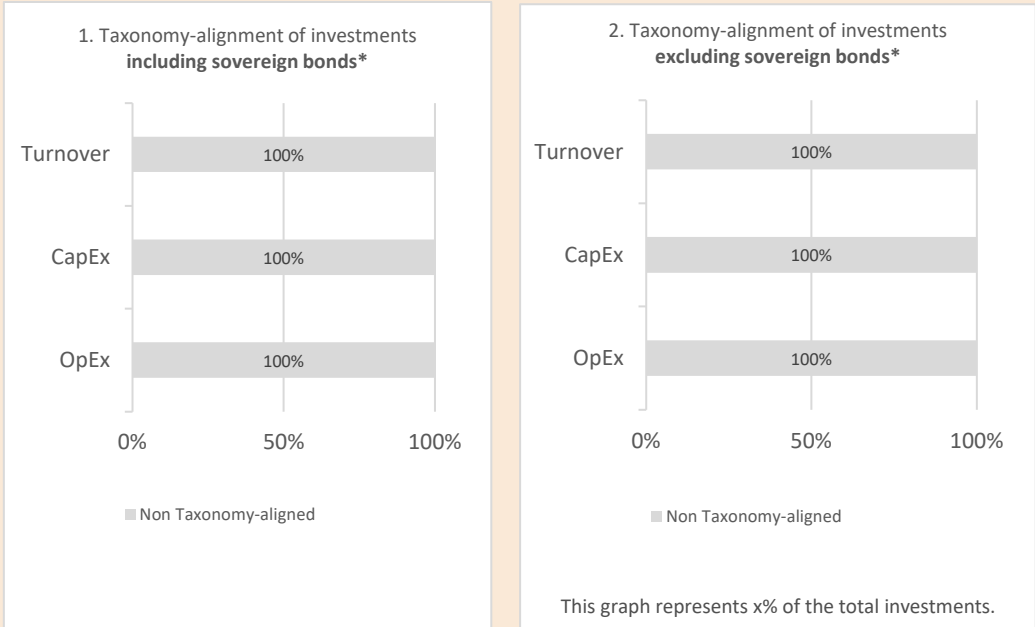 1. Taxonomy-alignment of investments
including sovereign bonds*
Turnover
100%
CapEx
100%
OpEx
100%
0%
50%
100%
Non Taxonomy-aligned
2. Taxonomy-alignment of investments
excluding sovereign bonds*
Turnover
100%
CapEx
100%
OpEx
100%
0%
50%
100%
Non Taxonomy-aligned
This graph represents x% of the total investments.